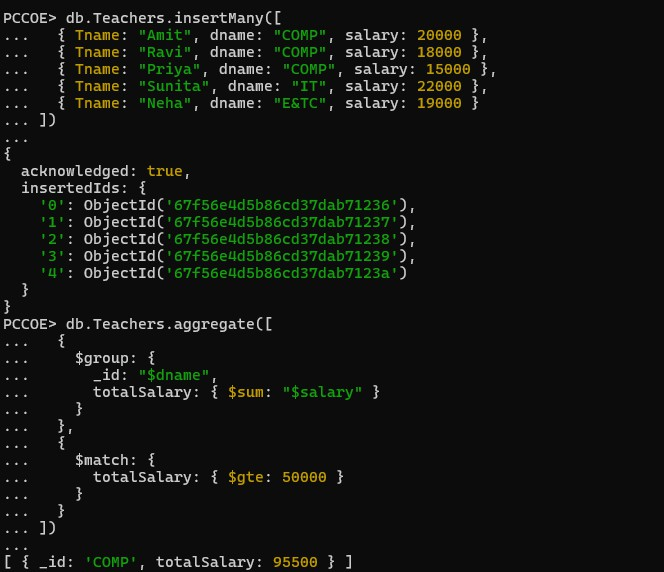 PCCOE> db.Teachers.insertMany([
...   { Tname: "Amit", dname: "COMP", salary: 20000 },
...   { Tname: "Ravi", dname: "COMP", salary: 18000 },
...   { Tname: "Priya", dname: "COMP", salary: 15000 },
...   { Tname: "Sunita", dname: "IT", salary: 22000 },
...   { Tname: "Neha", dname: "E&TC", salary: 19000 }
... ])
...
{
  acknowledged: true,
  insertedIds: {
    '0': ObjectId('67f56e4d5b86cd37dab71236'),
    '1': ObjectId('67f56e4d5b86cd37dab71237'),
    '2': ObjectId('67f56e4d5b86cd37dab71238'),
    '3': ObjectId('67f56e4d5b86cd37dab71239'),
    '4': ObjectId('67f56e4d5b86cd37dab7123a')
  }
}
PCCOE> db.Teachers.aggregate([
...   {
...     $group: {
...       _id: "$dname",
...       totalSalary: { $sum: "$salary" }
...     }
...   },
...   {
...     $match: {
...       totalSalary: { $gte: 50000 }
...     }
...   }
... ])
...
[ { _id: 'COMP', totalSalary: 95500 } ]